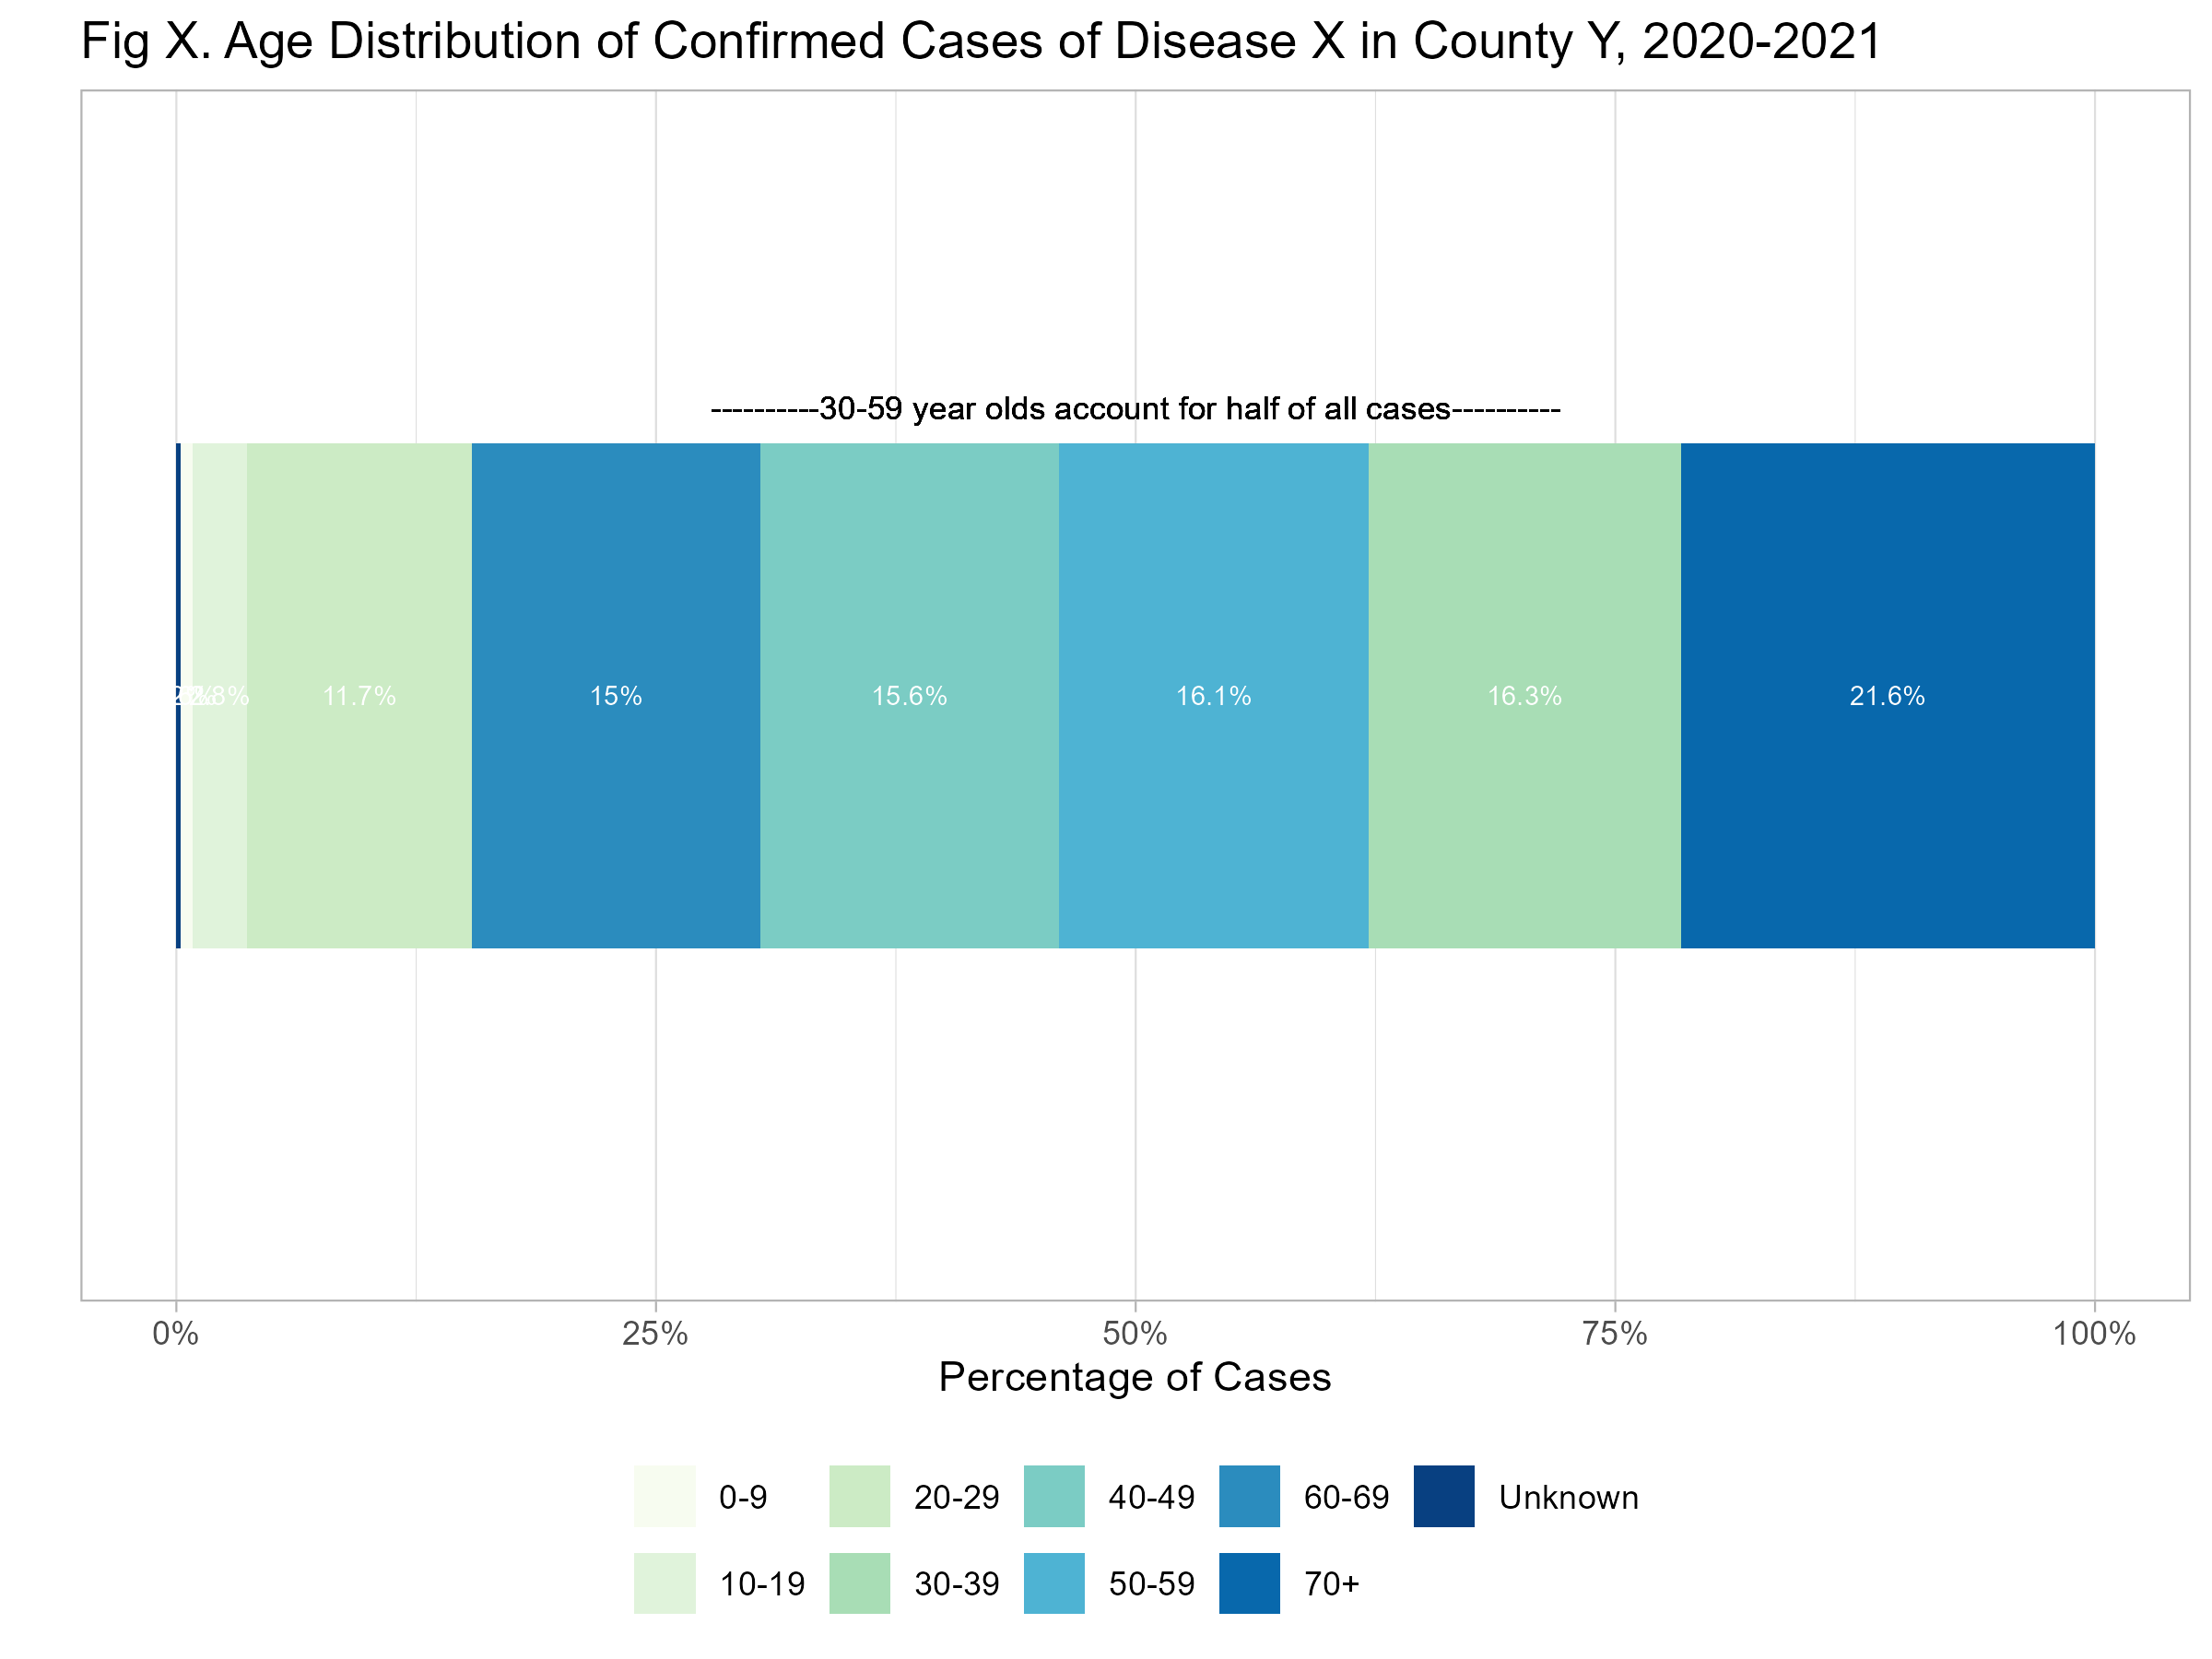 Fig X. Age Distribution of Confirmed Cases of Disease X in County Y, 2020-2021
----------30-59 year olds account for half of all cases----------
11.7% 15% 15.6% 16.1% 16.3% 21.6%
0% 25% 50% 75% 100%
Percentage of Cases
0-9 20-29 40-49 60-69 Unknown
10-19 30-39 50-59 70+